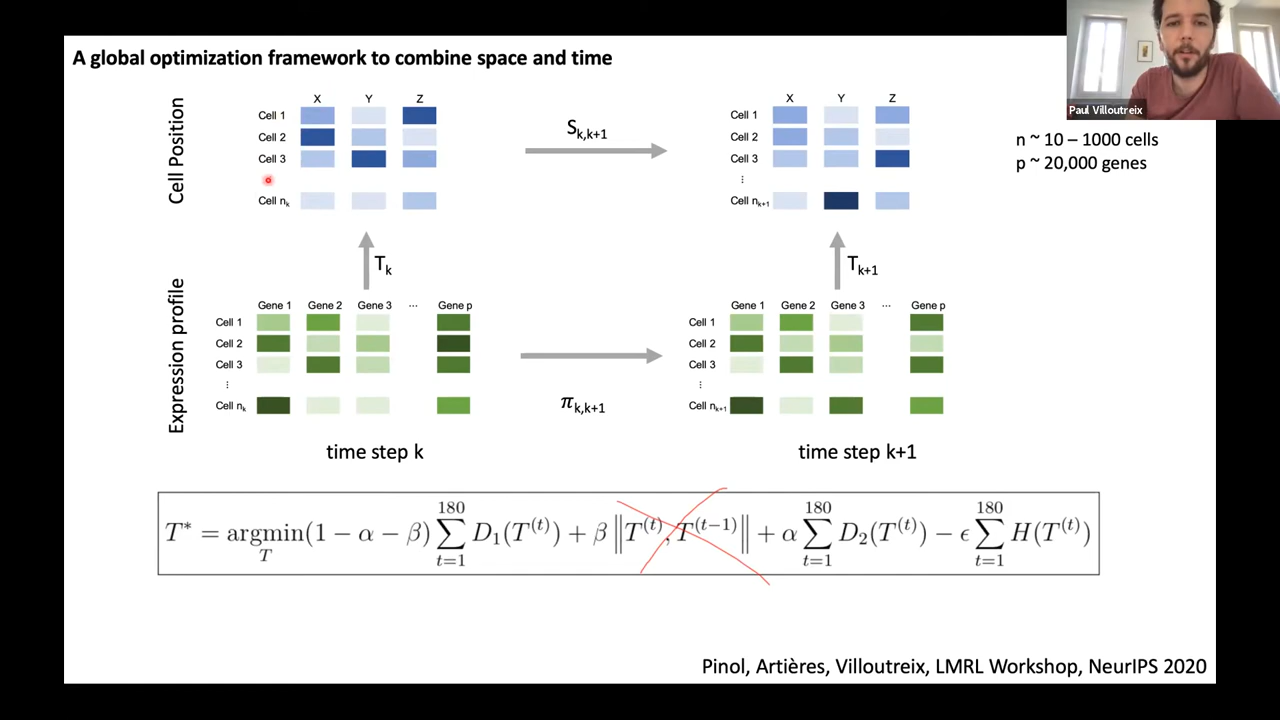 A global optimization framework to combine space and time
Paul Villoutreix
n ~ 10 – 1000 cells
p ~ 20,000 genes
Cell Position
X Y Z
Cell 1
Cell 2
Cell 3
⋮
Cell nk
Sk,k+1
X Y Z
Cell 1
Cell 2
Cell 3
⋮
Cell nk+1
Tk
Tk+1
Expression profile
Gene 1 Gene 2 Gene 3 ... Gene p
Cell 1
Cell 2
Cell 3
⋮
Cell nk
πk,k+1
Gene 1 Gene 2 Gene 3 ... Gene p
Cell 1
Cell 2
Cell 3
⋮
Cell nk+1
time step k
time step k+1
T* = argmin_T (1 − α − β) ∑_{t=1}^{180} D₁(T^(t)) + β ‖T^(t), T^(t−1)‖ + α ∑_{t=1}^{180} D₂(T^(t)) − ϵ ∑_{t=1}^{180} H(T^(t))
Pinol, Artières, Villoutreix, LMRL Workshop, NeurIPS 2020